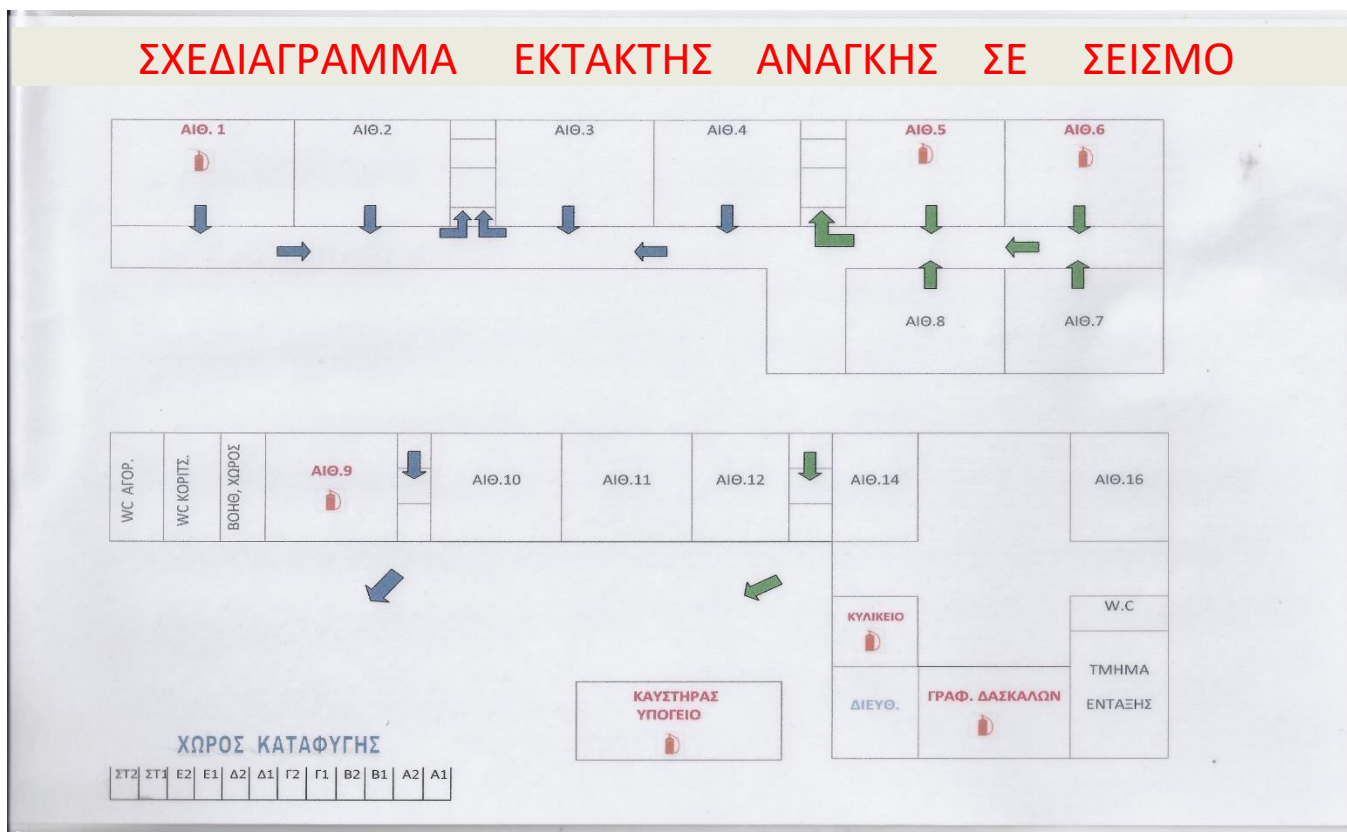 ΣΧΕΔΙΑΓΡΑΜΜΑ ΕΚΤΑΚΤΗΣ ΑΝΑΓΚΗΣ ΣΕ ΣΕΙΣΜΟ
ΑΙΘ. 1
ΑΙΘ.2
ΑΙΘ.3
ΑΙΘ.4
ΑΙΘ.5
ΑΙΘ.6
ΑΙΘ.8
ΑΙΘ.7
WC ΑΓΟΡ.
WC ΚΟΡΙΤΣ.
ΒΟΗΘ, ΧΩΡΟΣ
ΑΙΘ.9
ΑΙΘ.10
ΑΙΘ.11
ΑΙΘ.12
ΑΙΘ.14
ΑΙΘ.16
ΚΥΛΙΚΕΙΟ
W.C
ΤΜΗΜΑ
ΕΝΤΑΞΗΣ
ΔΙΕΥΘ.
ΓΡΑΦ. ΔΑΣΚΑΛΩΝ
ΚΑΥΣΤΗΡΑΣ
ΥΠΟΓΕΙΟ
ΧΩΡΟΣ ΚΑΤΑΦΥΓΗΣ
ΣΤ2 ΣΤ1 Ε2 Ε1 Δ2 Δ1 Γ2 Γ1 Β2 Β1 Α2 Α1